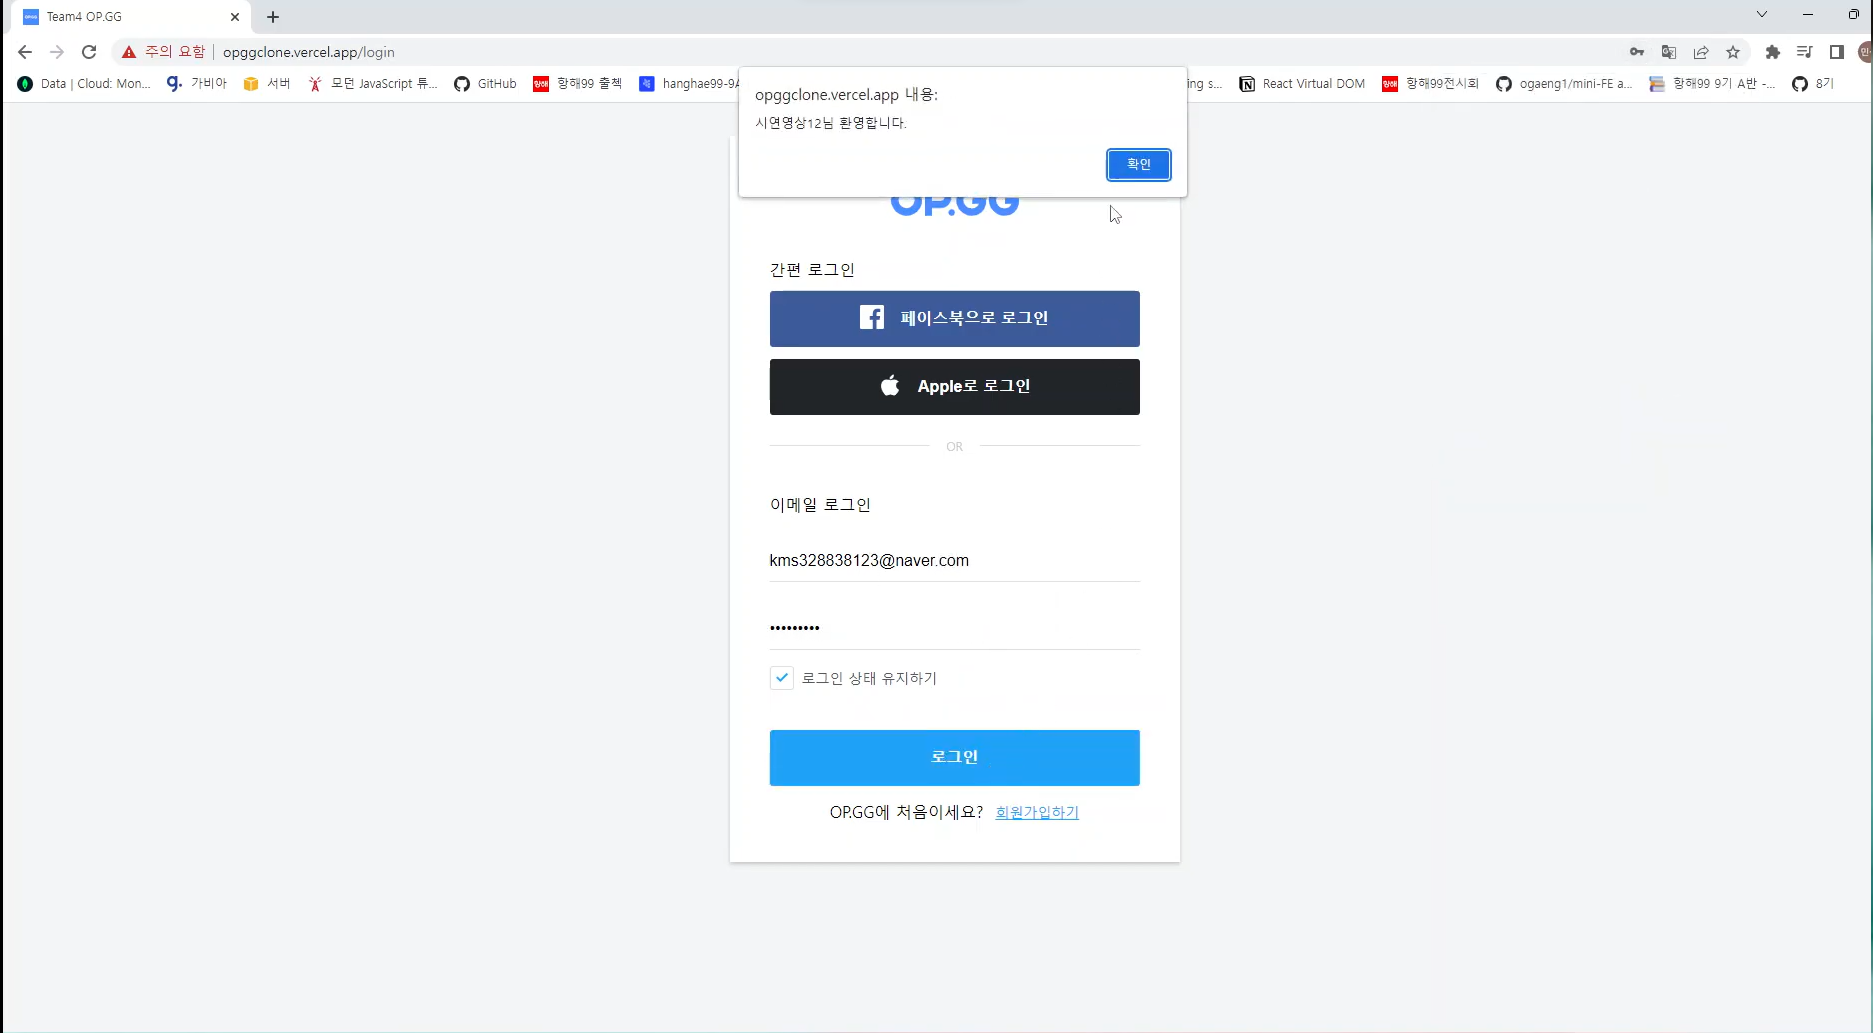 Team4 OP.GG
주의 요함 opggclone.vercel.app/login
Data | Cloud: Mon... 가비아 서버 모던 JavaScript 튜... GitHub 항해99 출첵 hanghae99-9A ing s... React Virtual DOM 항해99전시회 ogaeng1/mini-FE a... 항해99 9기 A반 -... 8기
opggclone.vercel.app 내용:
시연영상12님 환영합니다.
확인
OP.GG
간편 로그인
페이스북으로 로그인
Apple로 로그인
OR
이메일 로그인
kms328838123@naver.com
•••••••••
로그인 상태 유지하기
로그인
OP.GG에 처음이세요? 회원가입하기